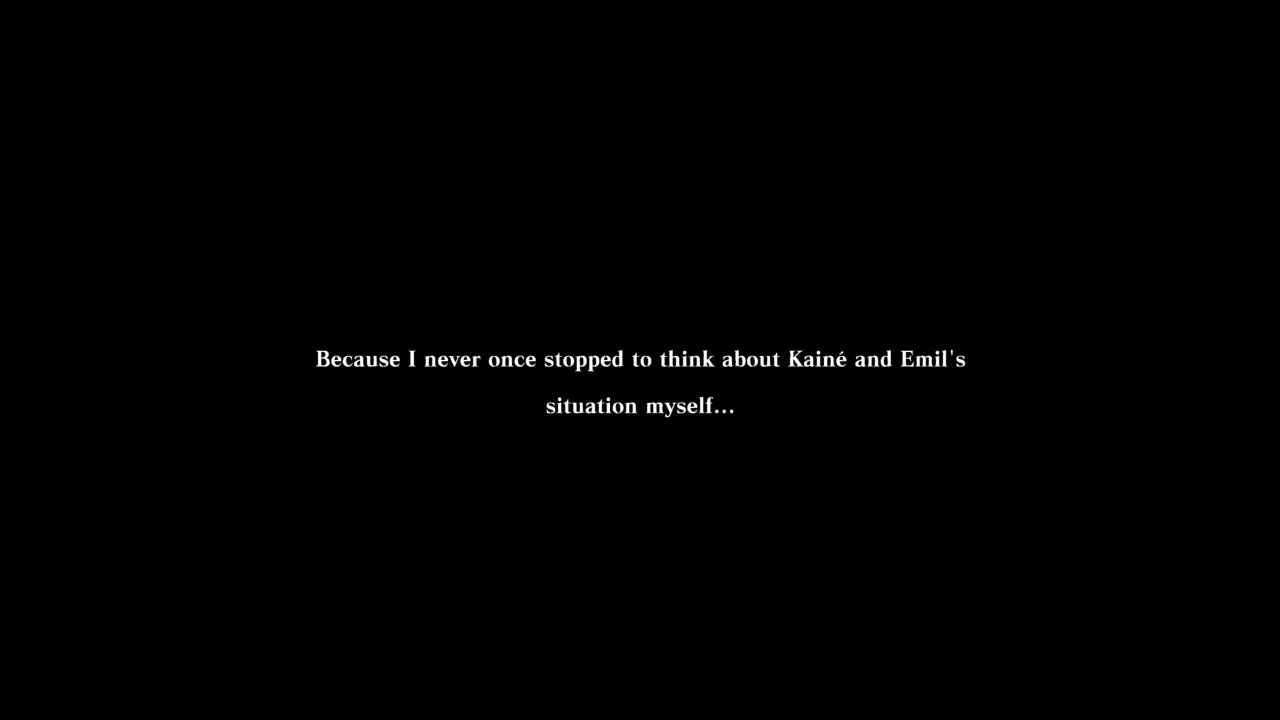 Because I never once stopped to think about Kainé and Emil's
situation myself...